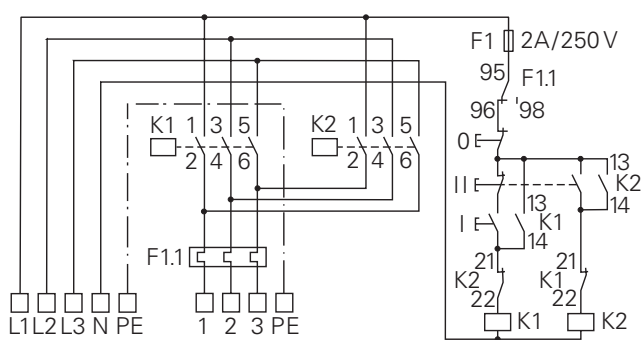 F1 2A/250 V
95 F1.1
96 '98
0
K1 1 3 5 K2 1 3 5
2 4 6 2 4 6
13
II K2
14
13
I K1
14
F1.1
21 21
K2 K1
22 22
K1 K2
L1 L2 L3 N PE 1 2 3 PE